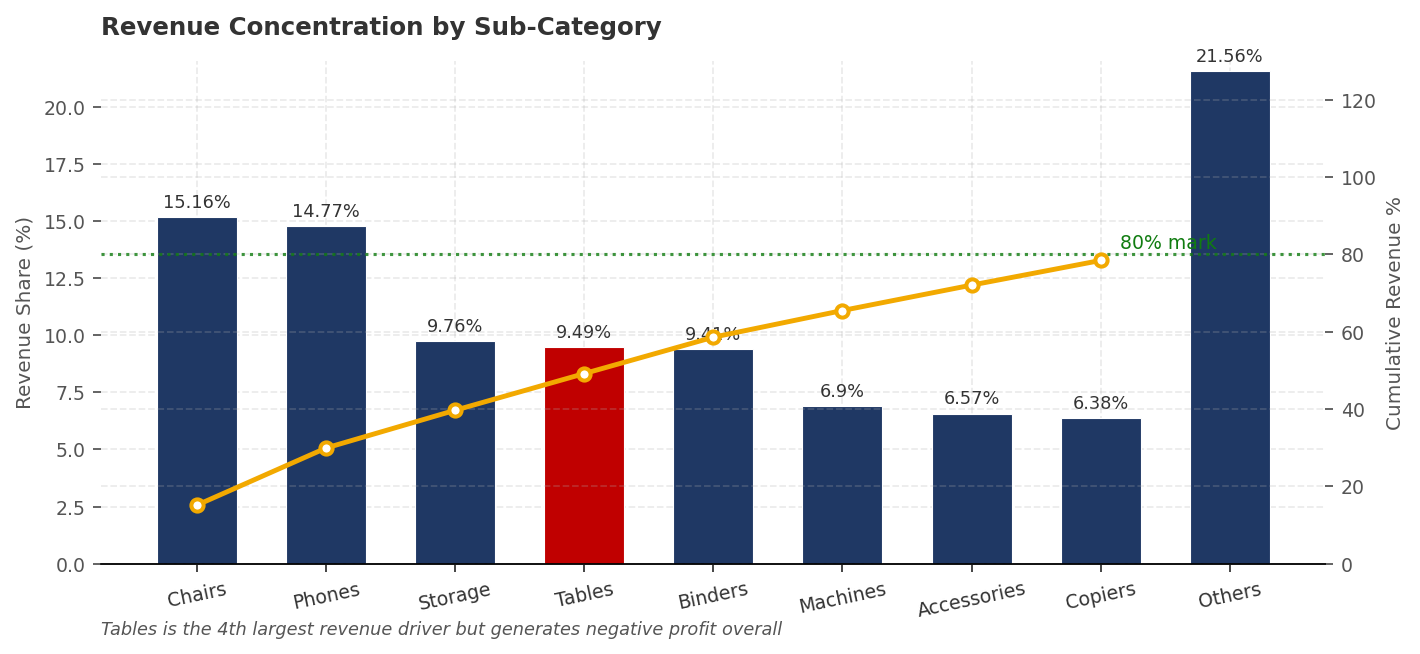 Revenue Concentration by Sub-Category
21.56%
20.0
120
17.5
100
15.16%
14.77%
15.0
80% mark
80
12.5
9.76%
9.49%
9.41%
10.0
60
6.9%
6.57%
6.38%
7.5
40
5.0
20
2.5
0.0
0
Revenue Share (%)
Cumulative Revenue %
Chairs
Phones
Storage
Tables
Binders
Machines
Accessories
Copiers
Others
Tables is the 4th largest revenue driver but generates negative profit overall